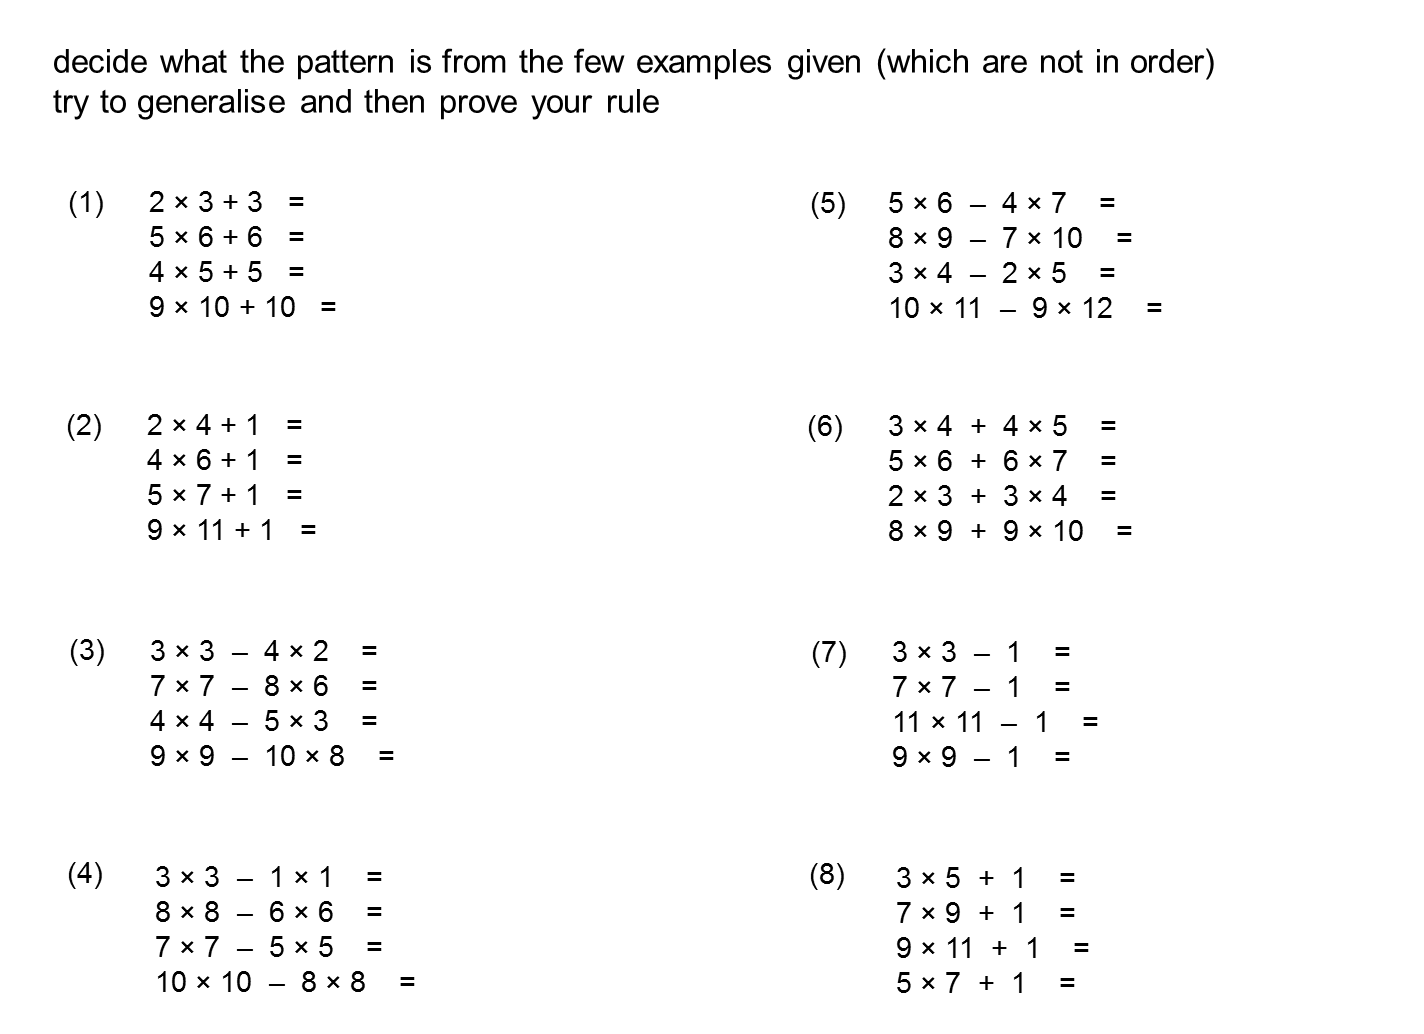 decide what the pattern is from the few examples given (which are not in order)
try to generalise and then prove your rule
(1) 2 × 3 + 3 =
5 × 6 + 6 =
4 × 5 + 5 =
9 × 10 + 10 =
(2) 2 × 4 + 1 =
4 × 6 + 1 =
5 × 7 + 1 =
9 × 11 + 1 =
(3) 3 × 3 – 4 × 2 =
7 × 7 – 8 × 6 =
4 × 4 – 5 × 3 =
9 × 9 – 10 × 8 =
(4) 3 × 3 – 1 × 1 =
8 × 8 – 6 × 6 =
7 × 7 – 5 × 5 =
10 × 10 – 8 × 8 =
(5) 5 × 6 – 4 × 7 =
8 × 9 – 7 × 10 =
3 × 4 – 2 × 5 =
10 × 11 – 9 × 12 =
(6) 3 × 4 + 4 × 5 =
5 × 6 + 6 × 7 =
2 × 3 + 3 × 4 =
8 × 9 + 9 × 10 =
(7) 3 × 3 – 1 =
7 × 7 – 1 =
11 × 11 – 1 =
9 × 9 – 1 =
(8) 3 × 5 + 1 =
7 × 9 + 1 =
9 × 11 + 1 =
5 × 7 + 1 =